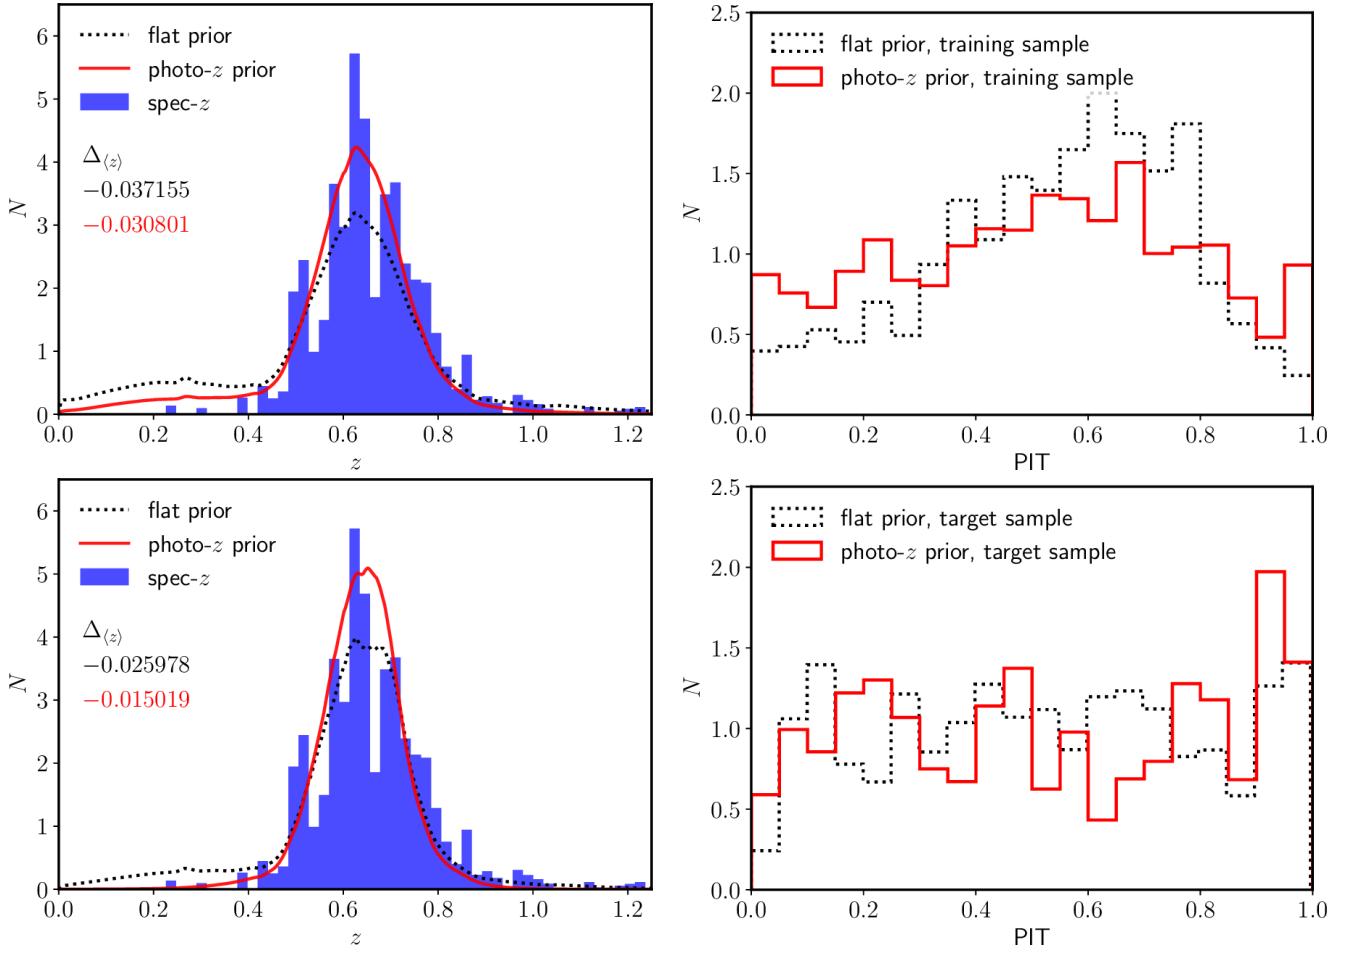 flat prior
photo-z prior
spec-z
Δ⟨z⟩
−0.037155
−0.030801
N
0 1 2 3 4 5 6
0.0 0.2 0.4 0.6 0.8 1.0 1.2
z
flat prior, training sample
photo-z prior, training sample
N
0.0 0.5 1.0 1.5 2.0 2.5
0.0 0.2 0.4 0.6 0.8 1.0
PIT
flat prior
photo-z prior
spec-z
Δ⟨z⟩
−0.025978
−0.015019
N
0 1 2 3 4 5 6
0.0 0.2 0.4 0.6 0.8 1.0 1.2
z
flat prior, target sample
photo-z prior, target sample
N
0.0 0.5 1.0 1.5 2.0 2.5
0.0 0.2 0.4 0.6 0.8 1.0
PIT